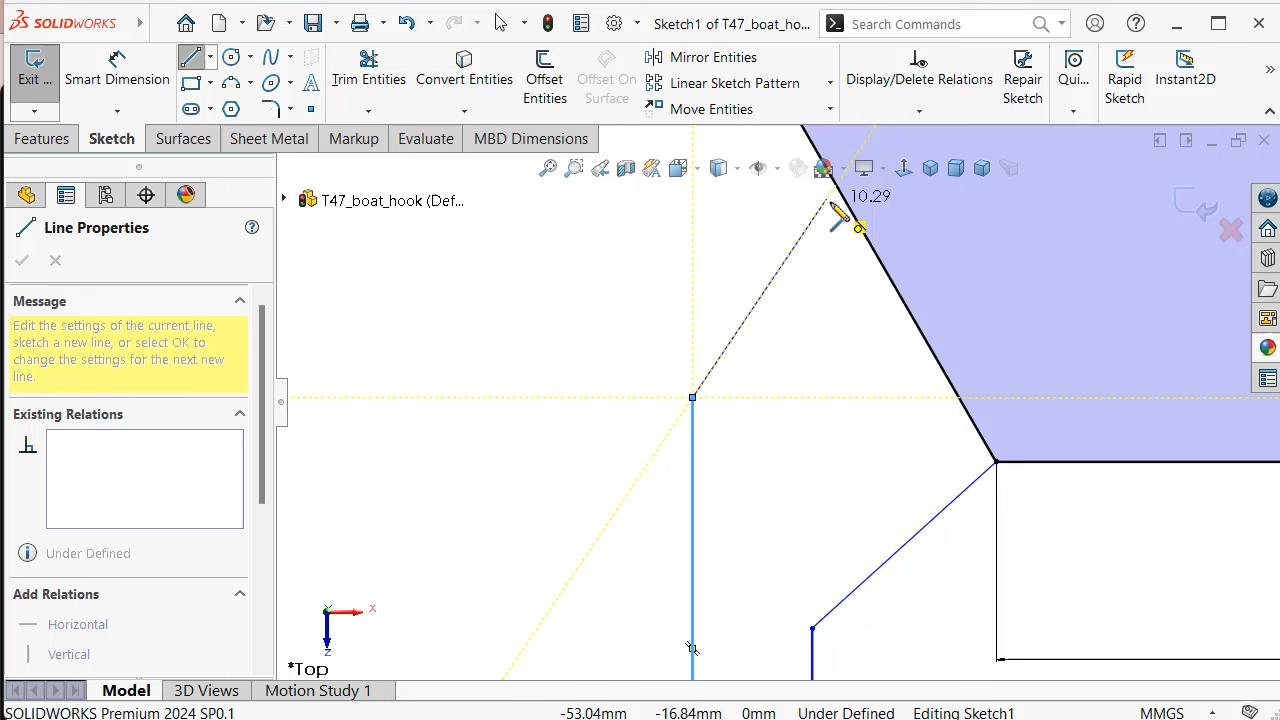 SOLIDWORKS
Sketch1 of T47_boat_ho...
Search Commands
Exit ...
Smart Dimension
Trim Entities
Convert Entities
Offset Entities
Offset On Surface
Mirror Entities
Linear Sketch Pattern
Move Entities
Display/Delete Relations
Repair Sketch
Qui...
Rapid Sketch
Instant2D
Features
Sketch
Surfaces
Sheet Metal
Markup
Evaluate
MBD Dimensions
T47_boat_hook (Def...
10.29
Line Properties
Message
Edit the settings of the current line,
sketch a new line, or select OK to
change the settings for the next new
line.
Existing Relations
Under Defined
Add Relations
Horizontal
Vertical
Y
X
Z
*Top
Model
3D Views
Motion Study 1
SOLIDWORKS Premium 2024 SP0.1
-53.04mm
-16.84mm
0mm
Under Defined
Editing Sketch1
MMGS